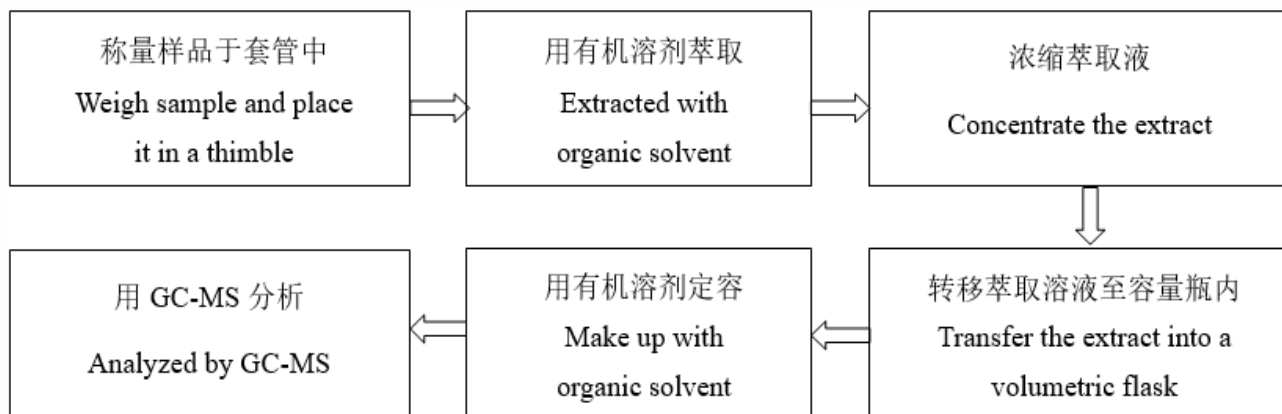 称量样品于套管中
Weigh sample and place
it in a thimble
用有机溶剂萃取
Extracted with
organic solvent
浓缩萃取液
Concentrate the extract
转移萃取溶液至容量瓶内
Transfer the extract into a
volumetric flask
用有机溶剂定容
Make up with
organic solvent
用 GC-MS 分析
Analyzed by GC-MS